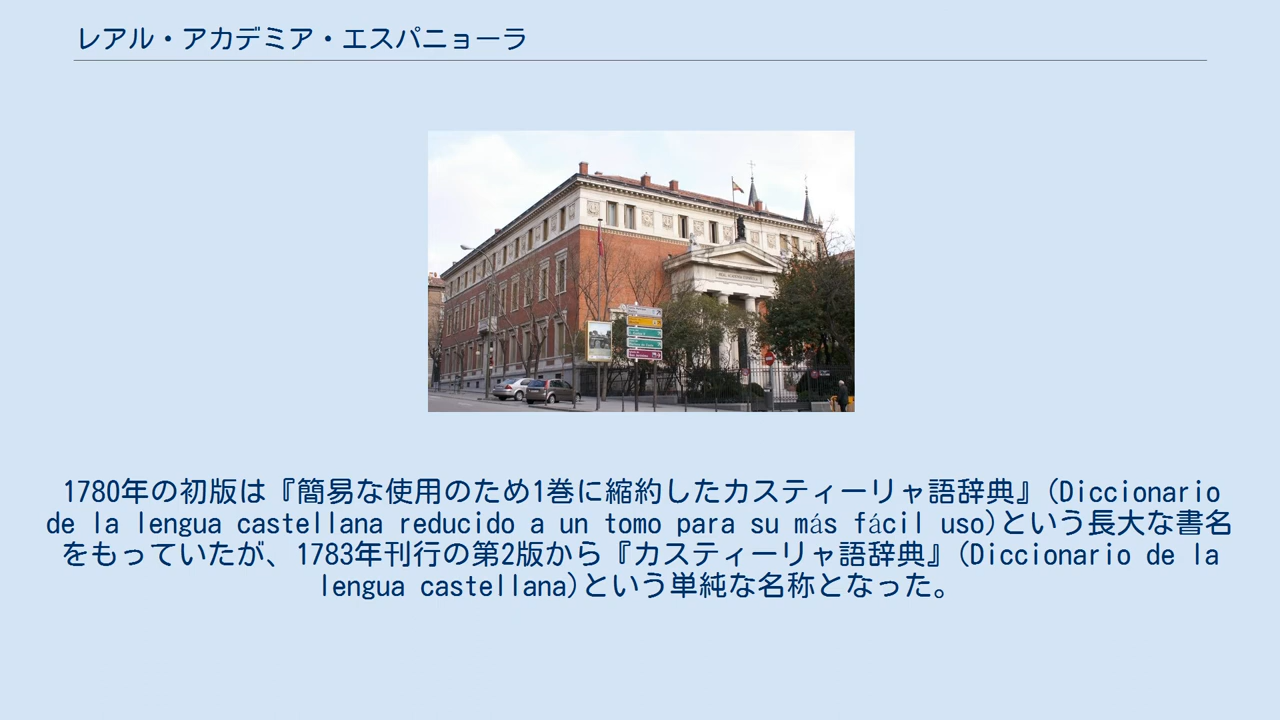 レアル・アカデミア・エスパニョーラ
1780年の初版は『簡易な使用のため1巻に縮約したカスティーリャ語辞典』(Diccionario
de la lengua castellana reducido a un tomo para su más fácil uso)という長大な書名
をもっていたが、1783年刊行の第2版から『カスティーリャ語辞典』(Diccionario de la
lengua castellana)という単純な名称となった。